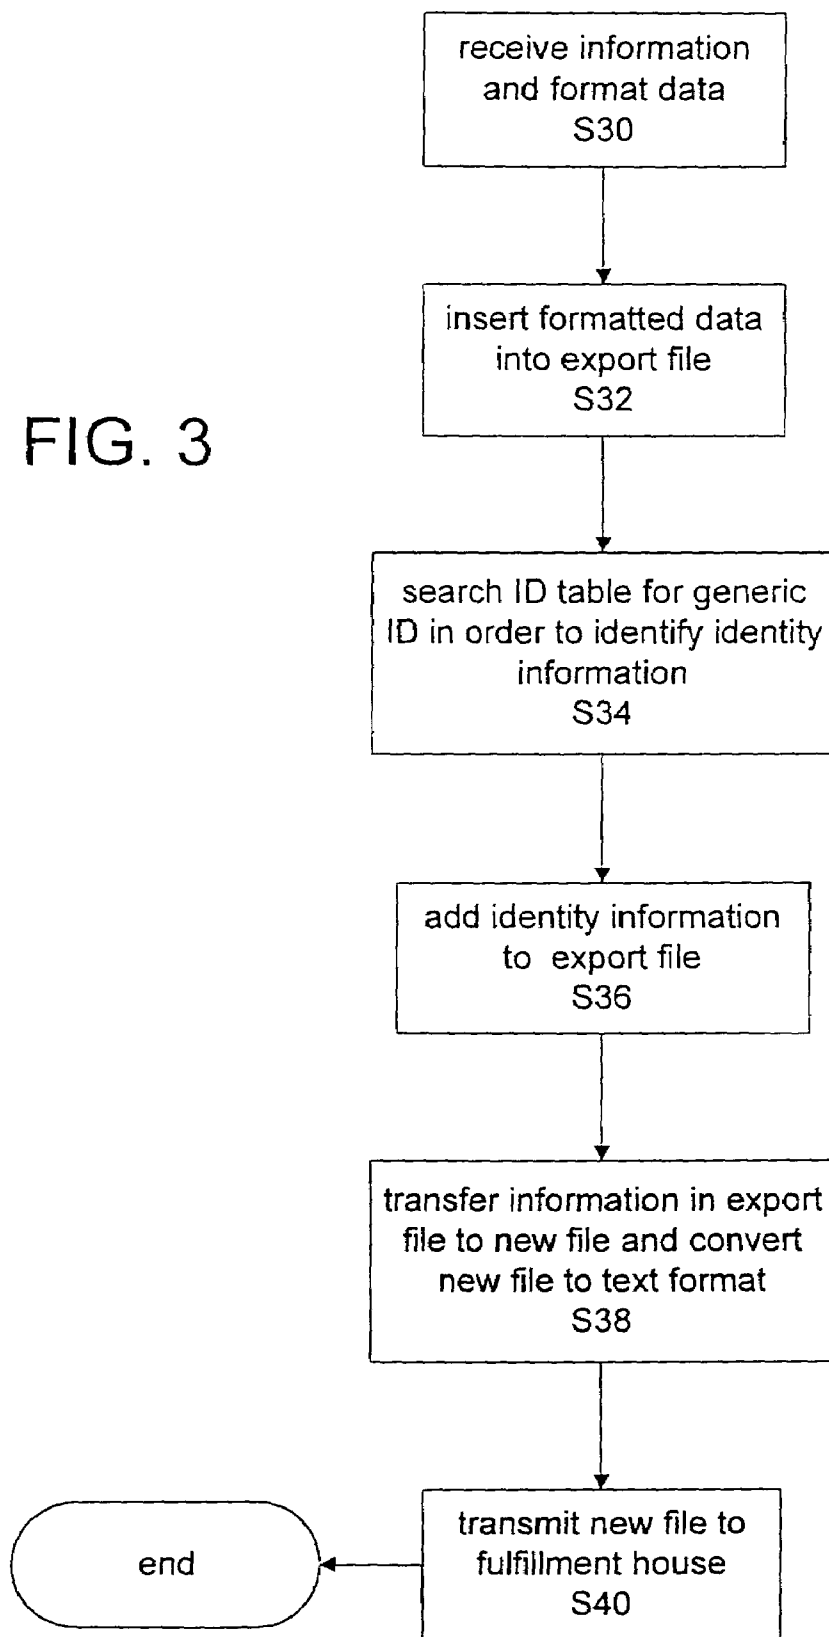 receive information
and format data
S30
insert formatted data
into export file
S32
FIG. 3
search ID table for generic
ID in order to identify identity
information
S34
add identity information
to export file
S36
transfer information in export
file to new file and convert
new file to text format
S38
transmit new file to
fulfillment house
S40
end